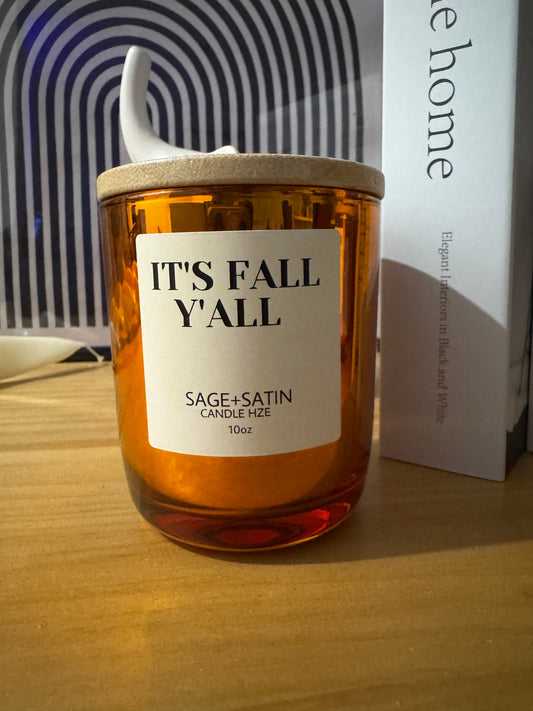 IT'S FALL
Y'ALL
SAGE+SATIN
CANDLE HZE
10oz
home
Elegant Interiors in Black and White